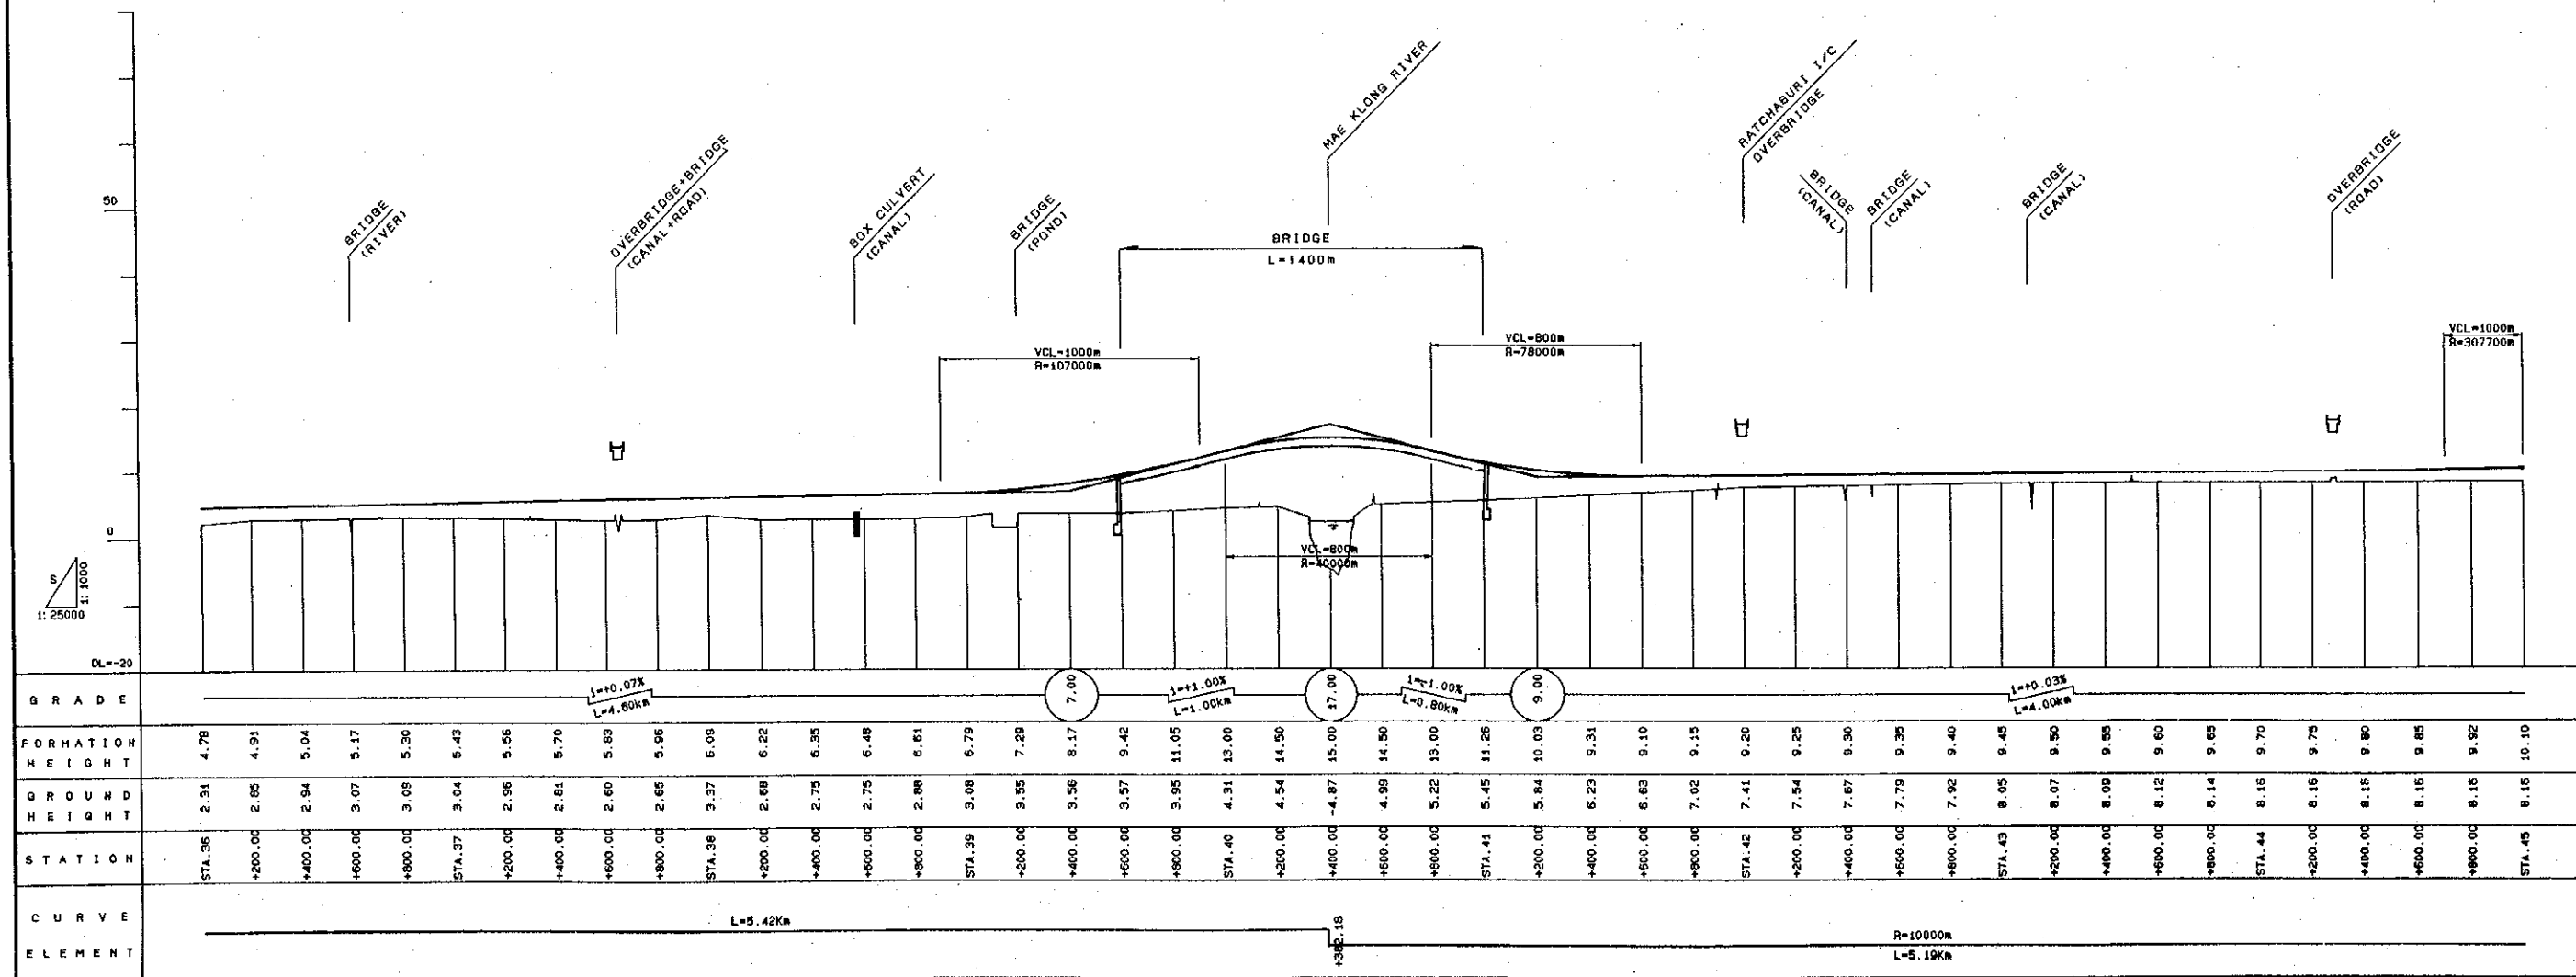 50
0
DL=-20
S
1:1000
1:25000
BRIDGE
(RIVER)
OVERBRIDGE+BRIDGE
(CANAL+ROAD)
BOX CULVERT
(CANAL)
BRIDGE
(POND)
MAE KLONG RIVER
BRIDGE
L=1400m
RATCHABURI I/C
OVERBRIDGE
BRIDGE
(CANAL)
BRIDGE
(CANAL)
BRIDGE
(CANAL)
OVERBRIDGE
(ROAD)
VCL=1000m
R=107000m
VCL=800m
R=78000m
VCL=1000m
R=307700m
VCL=800m
R=40000m
GRADE
i=+0.07%
L=4.60km
7.00
i=+1.00%
L=1.00km
17.00
i=-1.00%
L=0.80km
9.00
i=+0.03%
L=4.00km
FORMATION
HEIGHT
4.78 4.91 5.04 5.17 5.30 5.43 5.56 5.70 5.83 5.96 6.09 6.22 6.35 6.48 6.61 6.79 7.29 8.17 9.42 11.05 13.00 14.50 15.00 14.50 13.00 11.26 10.03 9.31 9.10 9.15 9.20 9.25 9.30 9.35 9.40 9.45 9.50 9.55 9.60 9.65 9.70 9.75 9.80 9.85 9.92 10.10
GROUND
HEIGHT
2.31 2.85 2.94 3.07 3.09 3.04 2.96 2.81 2.60 2.65 3.37 2.68 2.75 2.75 2.88 3.08 3.55 3.56 3.57 3.95 4.31 4.54 -4.87 4.99 5.22 5.45 5.84 6.23 6.63 7.02 7.41 7.54 7.67 7.79 7.92 8.05 8.07 8.09 8.12 8.14 8.16 8.16 8.16 8.16 8.16 8.16
STATION
STA.36 +200.00 +400.00 +600.00 +800.00 STA.37 +200.00 +400.00 +600.00 +800.00 STA.38 +200.00 +400.00 +600.00 +800.00 STA.39 +200.00 +400.00 +600.00 +800.00 STA.40 +200.00 +400.00 +600.00 +800.00 STA.41 +200.00 +400.00 +600.00 +800.00 STA.42 +200.00 +400.00 +600.00 +800.00 STA.43 +200.00 +400.00 +600.00 +800.00 STA.44 +200.00 +400.00 +600.00 +800.00 STA.45
CURVE
ELEMENT
L=5.42Km
+382.18
R=10000m
L=5.19Km